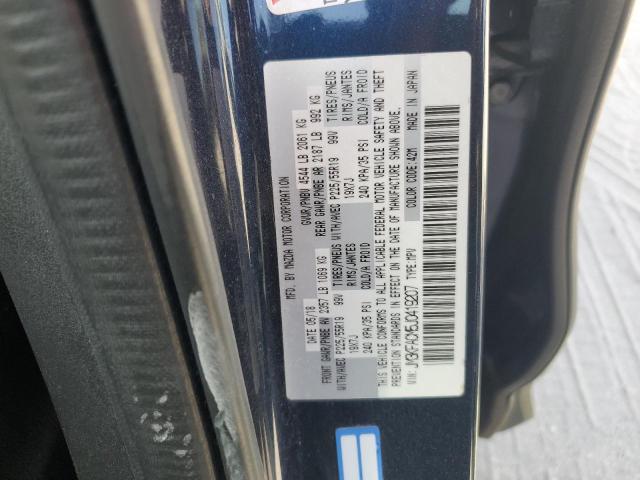 MFD. BY MAZDA MOTOR CORPORATION
DATE 05/18 GVWR/PNBV 4544 LB 2061 KG
FRONT GAWR/PNBE AV 2357 LB 1069 KG REAR GAWR/PNBE AR 2187 LB 992 KG
WITH/AVEC P225/55R19 99V TIRES/PNEUS WITH/AVEC P225/55R19 99V TIRES/PNEUS
19X7J RIMS/JANTES 19X7J RIMS/JANTES
240 KPA/35 PSI COLD/A FROID 240 KPA/35 PSI COLD/A FROID
THIS VEHICLE CONFORMS TO ALL APPLICABLE FEDERAL MOTOR VEHICLE SAFETY AND THEFT
PREVENTION STANDARDS IN EFFECT ON THE DATE OF MANUFACTURE SHOWN ABOVE.
COLOR CODE:42M MADE IN JAPAN
VIN: JM3KFACM5J0419207 TYPE:MPV